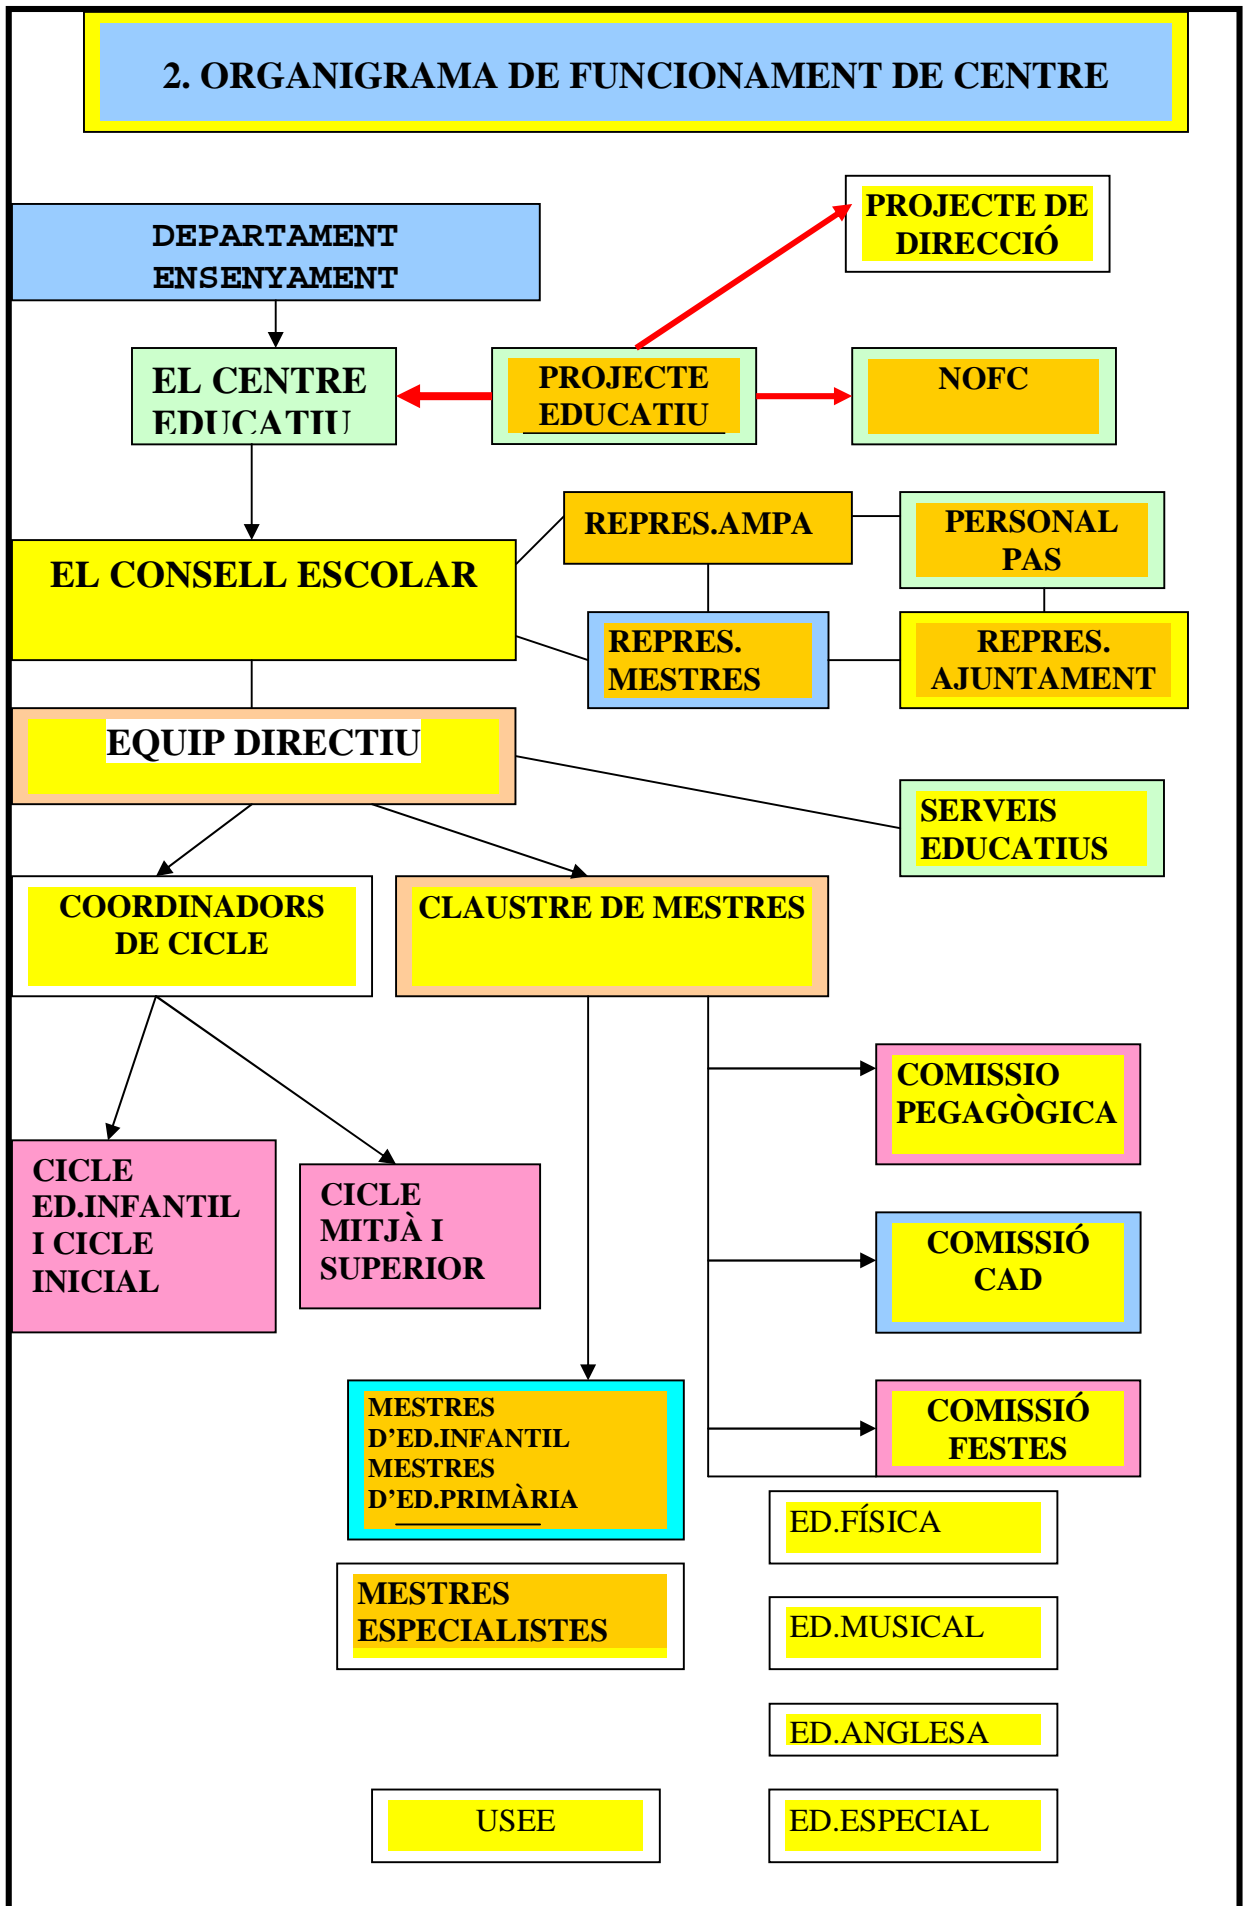 2. ORGANIGRAMA DE FUNCIONAMENT DE CENTRE
PROJECTE DE
DIRECCIÓ
DEPARTAMENT
ENSENYAMENT
EL CENTRE
EDUCATIU
PROJECTE
EDUCATIU
NOFC
REPRES.AMPA
PERSONAL
PAS
EL CONSELL ESCOLAR
REPRES.
MESTRES
REPRES.
AJUNTAMENT
EQUIP DIRECTIU
SERVEIS
EDUCATIUS
COORDINADORS
DE CICLE
CLAUSTRE DE MESTRES
COMISSIO
PEGAGÒGICA
CICLE
ED.INFANTIL
I CICLE
INICIAL
CICLE
MITJÀ I
SUPERIOR
COMISSIÓ
CAD
MESTRES
D’ED.INFANTIL
MESTRES
D’ED.PRIMÀRIA
COMISSIÓ
FESTES
ED.FÍSICA
MESTRES
ESPECIALISTES
ED.MUSICAL
ED.ANGLESA
USEE
ED.ESPECIAL